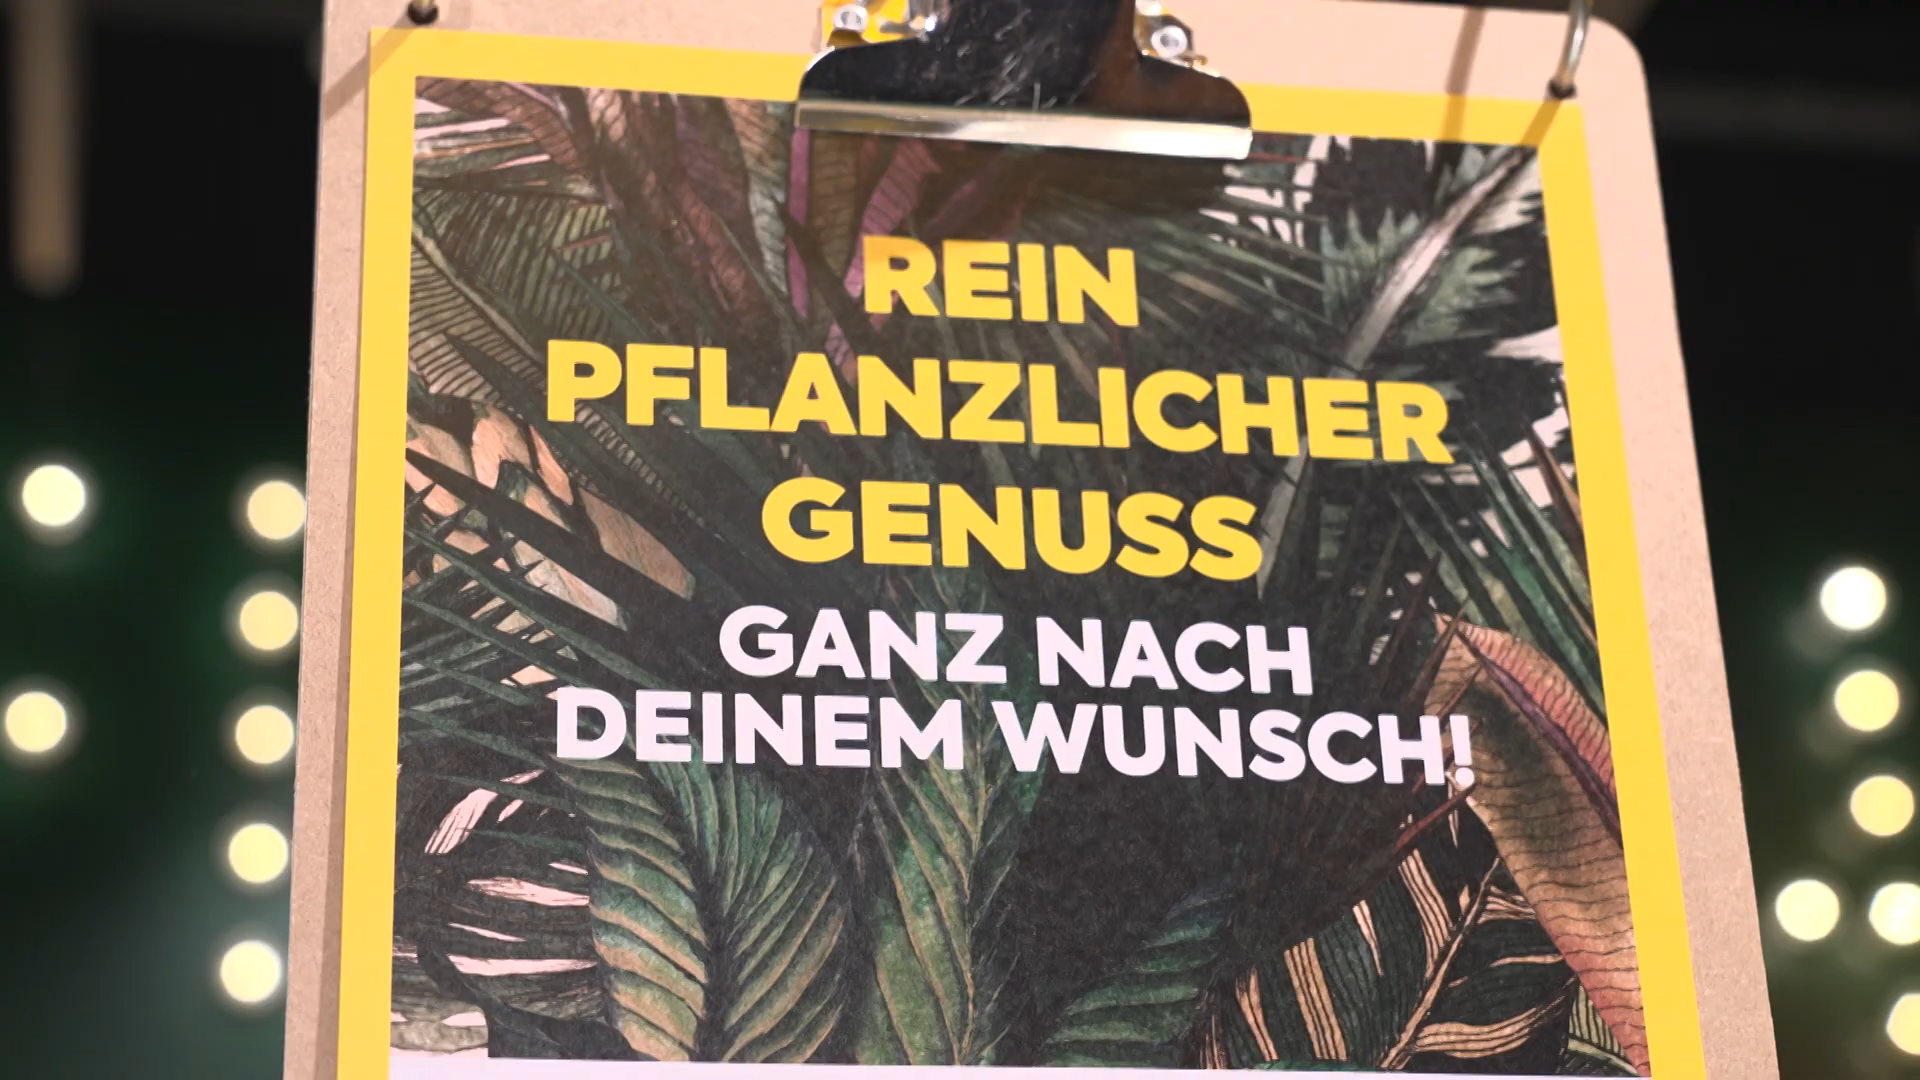 REIN
PFLANZLICHER
GENUSS
GANZ NACH
DEINEM WUNSCH!